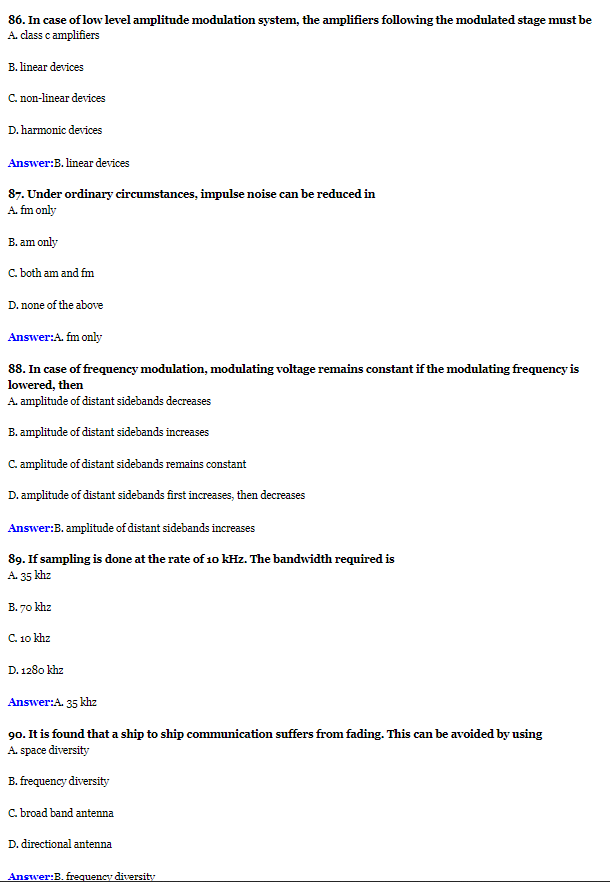 86. In case of low level amplitude modulation system, the amplifiers following the modulated stage must be
A. class c amplifiers
B. linear devices
C. non-linear devices
D. harmonic devices
Answer:B. linear devices
87. Under ordinary circumstances, impulse noise can be reduced in
A. fm only
B. am only
C. both am and fm
D. none of the above
Answer:A. fm only
88. In case of frequency modulation, modulating voltage remains constant if the modulating frequency is
lowered, then
A. amplitude of distant sidebands decreases
B. amplitude of distant sidebands increases
C. amplitude of distant sidebands remains constant
D. amplitude of distant sidebands first increases, then decreases
Answer:B. amplitude of distant sidebands increases
89. If sampling is done at the rate of 10 kHz. The bandwidth required is
A. 35 khz
B. 70 khz
C. 10 khz
D. 1280 khz
Answer:A. 35 khz
90. It is found that a ship to ship communication suffers from fading. This can be avoided by using
A. space diversity
B. frequency diversity
C. broad band antenna
D. directional antenna
Answer:B. frequency diversity